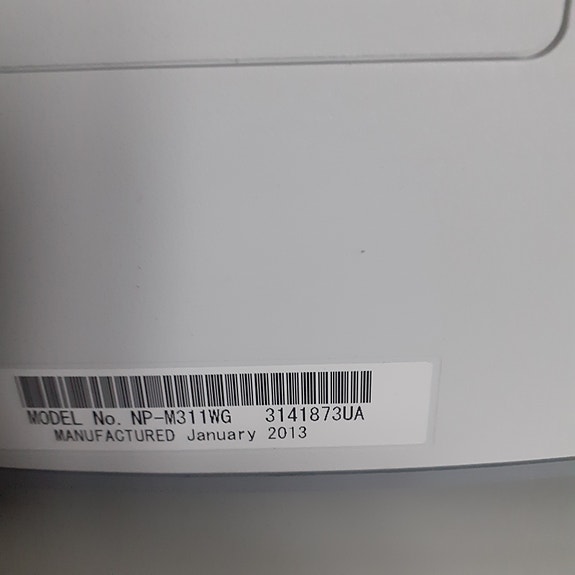 MODEL No. NP-M311WG 3141873UA
MANUFACTURED January 2013